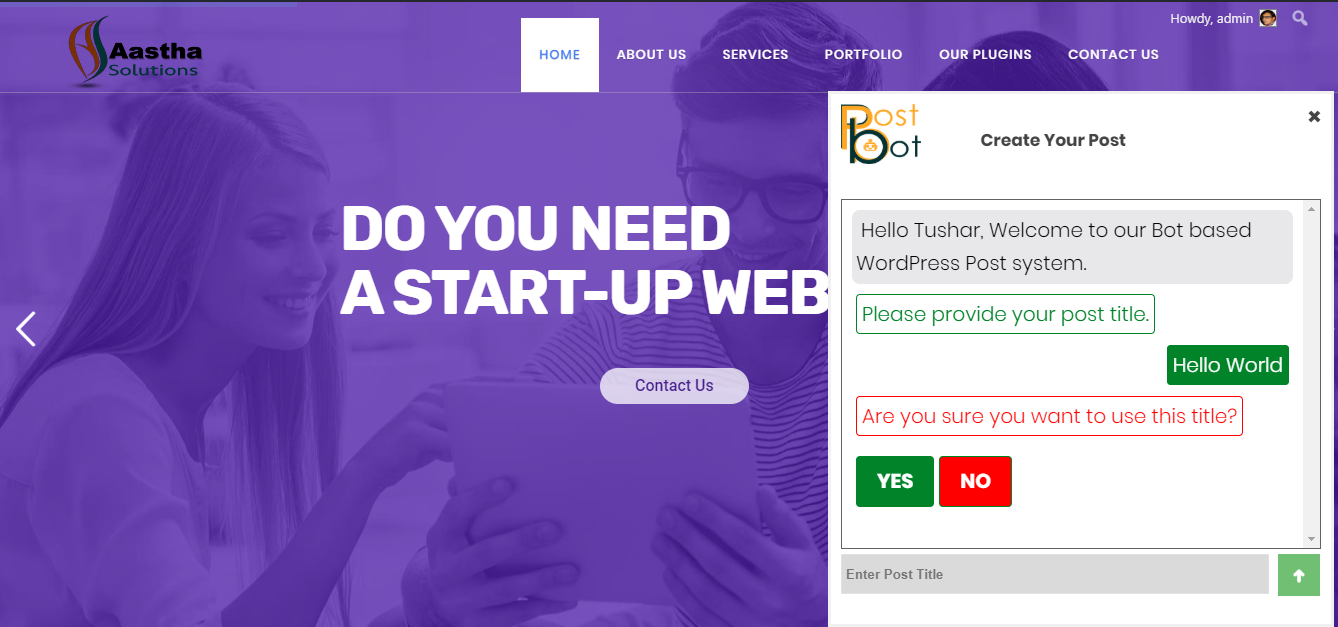 Howdy, admin
Aastha
Solutions
HOME
ABOUT US
SERVICES
PORTFOLIO
OUR PLUGINS
CONTACT US
DO YOU NEED
A START-UP WEB
Contact Us
Post
bot
Create Your Post
Hello Tushar, Welcome to our Bot based
WordPress Post system.
Please provide your post title.
Hello World
Are you sure you want to use this title?
YES
NO
Enter Post Title